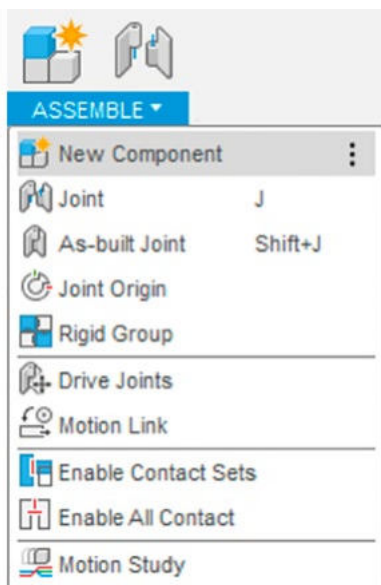 ASSEMBLE
New Component
Joint J
As-built Joint Shift+J
Joint Origin
Rigid Group
Drive Joints
Motion Link
Enable Contact Sets
Enable All Contact
Motion Study